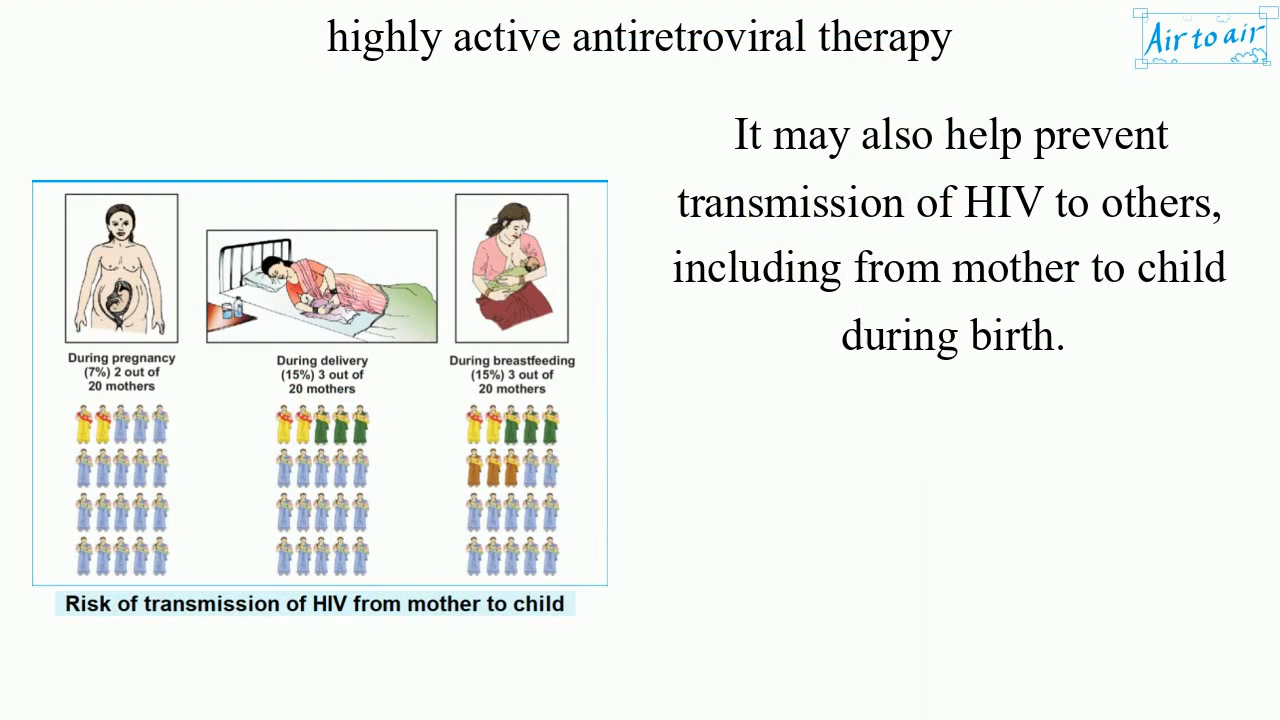 highly active antiretroviral therapy
Air to air
It may also help prevent
transmission of HIV to others,
including from mother to child
during birth.
During pregnancy
(7%) 2 out of
20 mothers
During delivery
(15%) 3 out of
20 mothers
During breastfeeding
(15%) 3 out of
20 mothers
Risk of transmission of HIV from mother to child